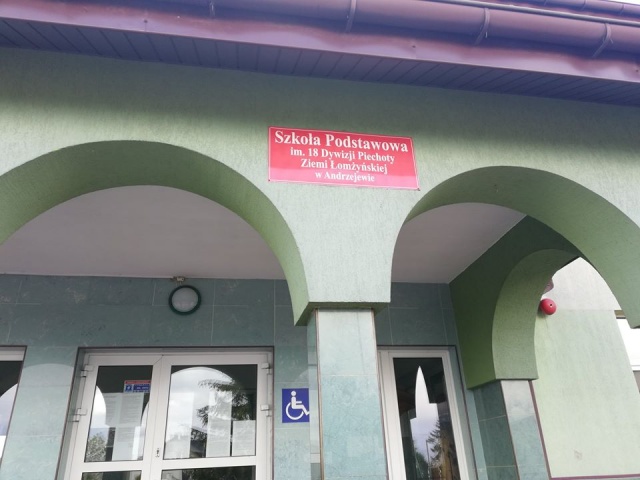 Szkoła Podstawowa
im. 18 Dywizji Piechoty
Ziemi Łomżyńskiej
w Andrzejewie